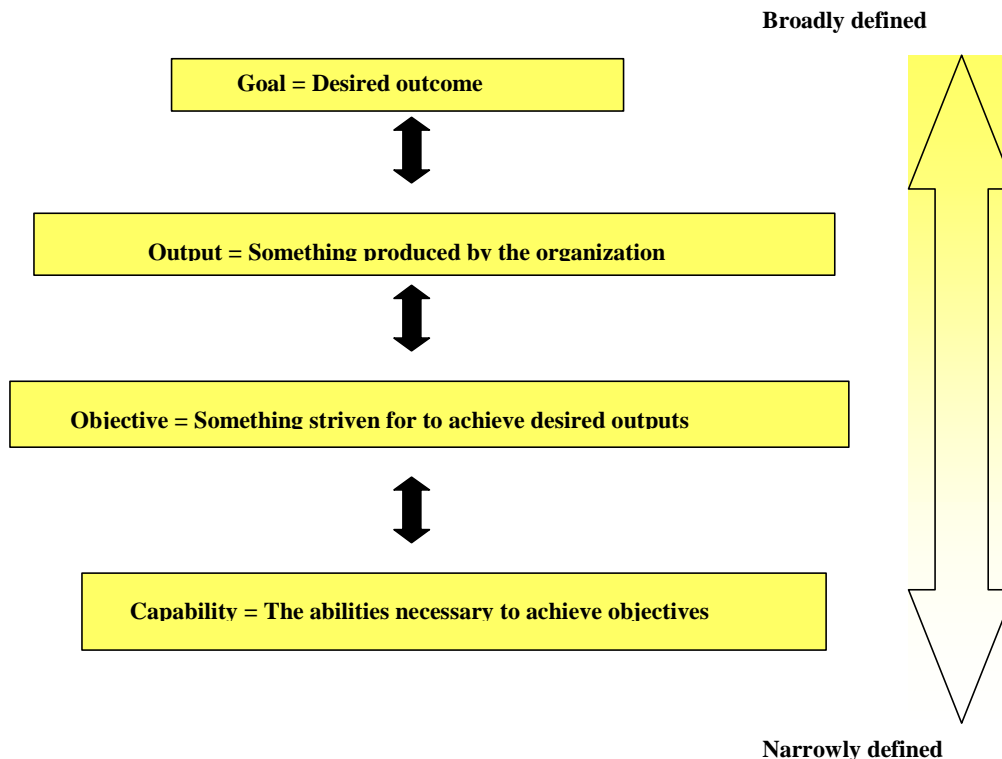 Broadly defined
Goal = Desired outcome
Output = Something produced by the organization
Objective = Something striven for to achieve desired outputs
Capability = The abilities necessary to achieve objectives
Narrowly defined